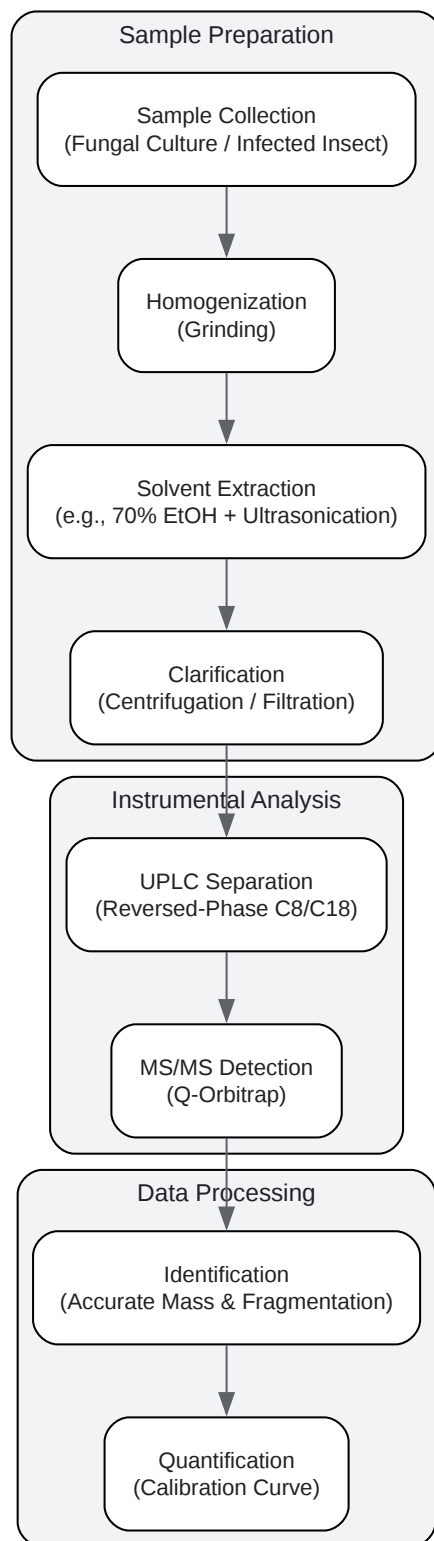 Sample Preparation
Sample Collection
(Fungal Culture / Infected Insect)
Homogenization
(Grinding)
Solvent Extraction
(e.g., 70% EtOH + Ultrasonication)
Clarification
(Centrifugation / Filtration)
Instrumental Analysis
UPLC Separation
(Reversed-Phase C8/C18)
MS/MS Detection
(Q-Orbitrap)
Data Processing
Identification
(Accurate Mass & Fragmentation)
Quantification
(Calibration Curve)